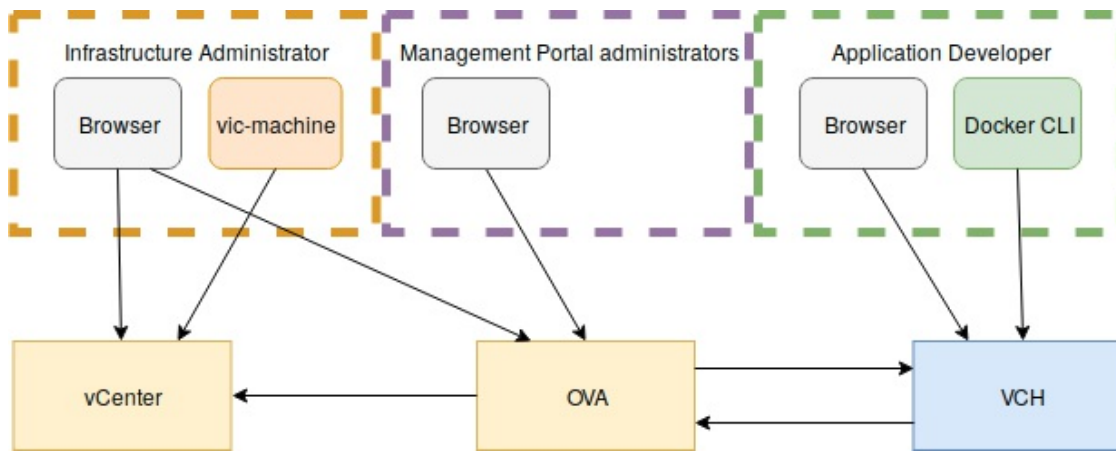 Infrastructure Administrator
Management Portal administrators
Application Developer
Browser
vic-machine
Browser
Browser
Docker CLI
vCenter
OVA
VCH